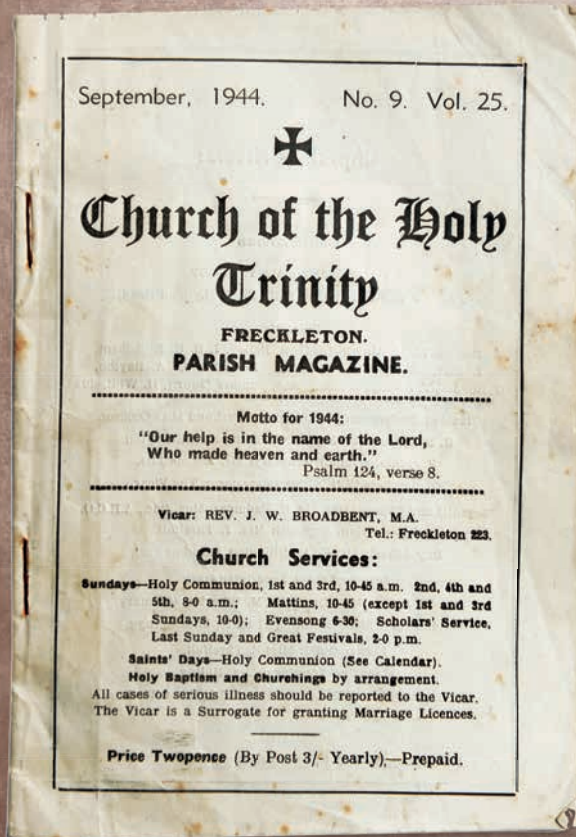 September, 1944. No. 9. Vol. 25.
Church of the Holy
Trinity
FRECKLETON.
PARISH MAGAZINE.
Motto for 1944:
"Our help is in the name of the Lord,
Who made heaven and earth."
Psalm 124, verse 8.
Vicar: REV. J. W. BROADBENT, M.A.
Tel.: Freckleton 223.
Church Services:
Sundays—Holy Communion, 1st and 3rd, 10-45 a.m. 2nd, 4th and
5th, 8-0 a.m.; Mattins, 10-45 (except 1st and 3rd
Sundays, 10-0); Evensong 6-30; Scholars' Service,
Last Sunday and Great Festivals, 2-0 p.m.
Saints' Days—Holy Communion (See Calendar).
Holy Baptism and Churchings by arrangement.
All cases of serious illness should be reported to the Vicar.
The Vicar is a Surrogate for granting Marriage Licences.
Price Twopence (By Post 3/- Yearly),—Prepaid.